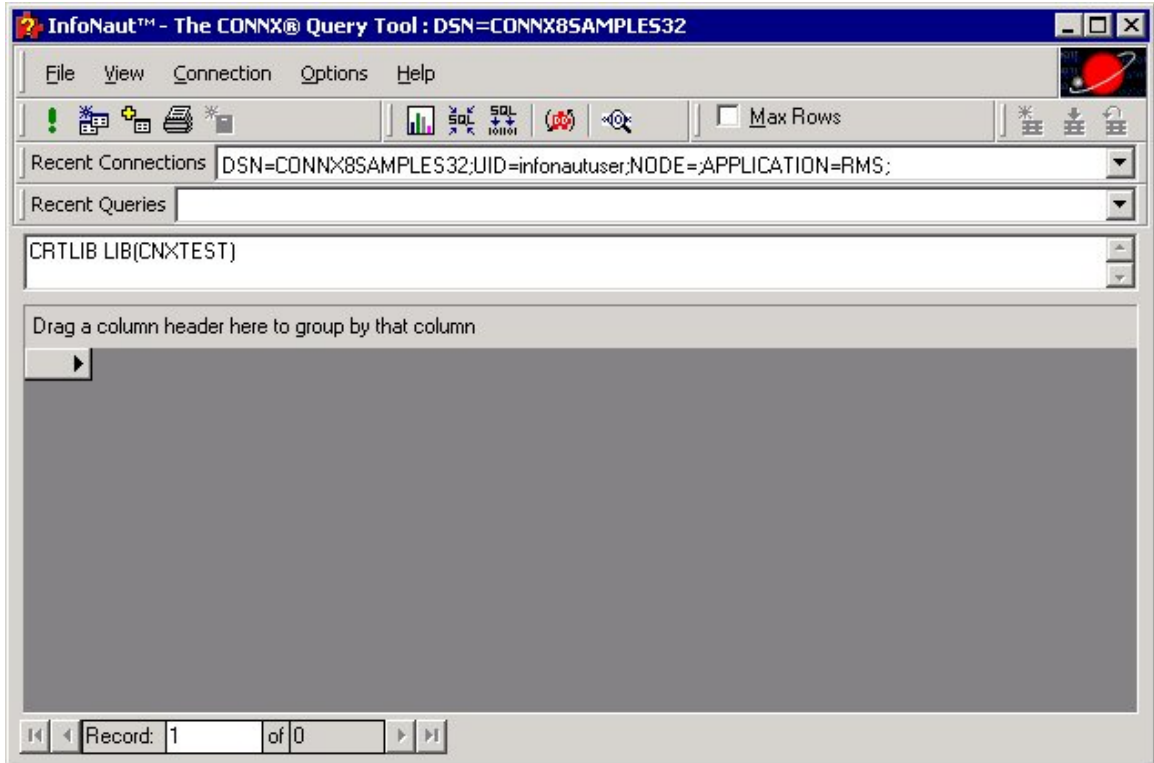 InfoNaut™ - The CONNX® Query Tool : DSN=CONNX8SAMPLES32
File View Connection Options Help
SQL SQL Max Rows
Recent Connections DSN=CONNX8SAMPLES32;UID=infonautuser;NODE=;APPLICATION=RMS;
Recent Queries
CRTLIB LIB(CNXTEST)
Drag a column header here to group by that column
Record: 1 of 0